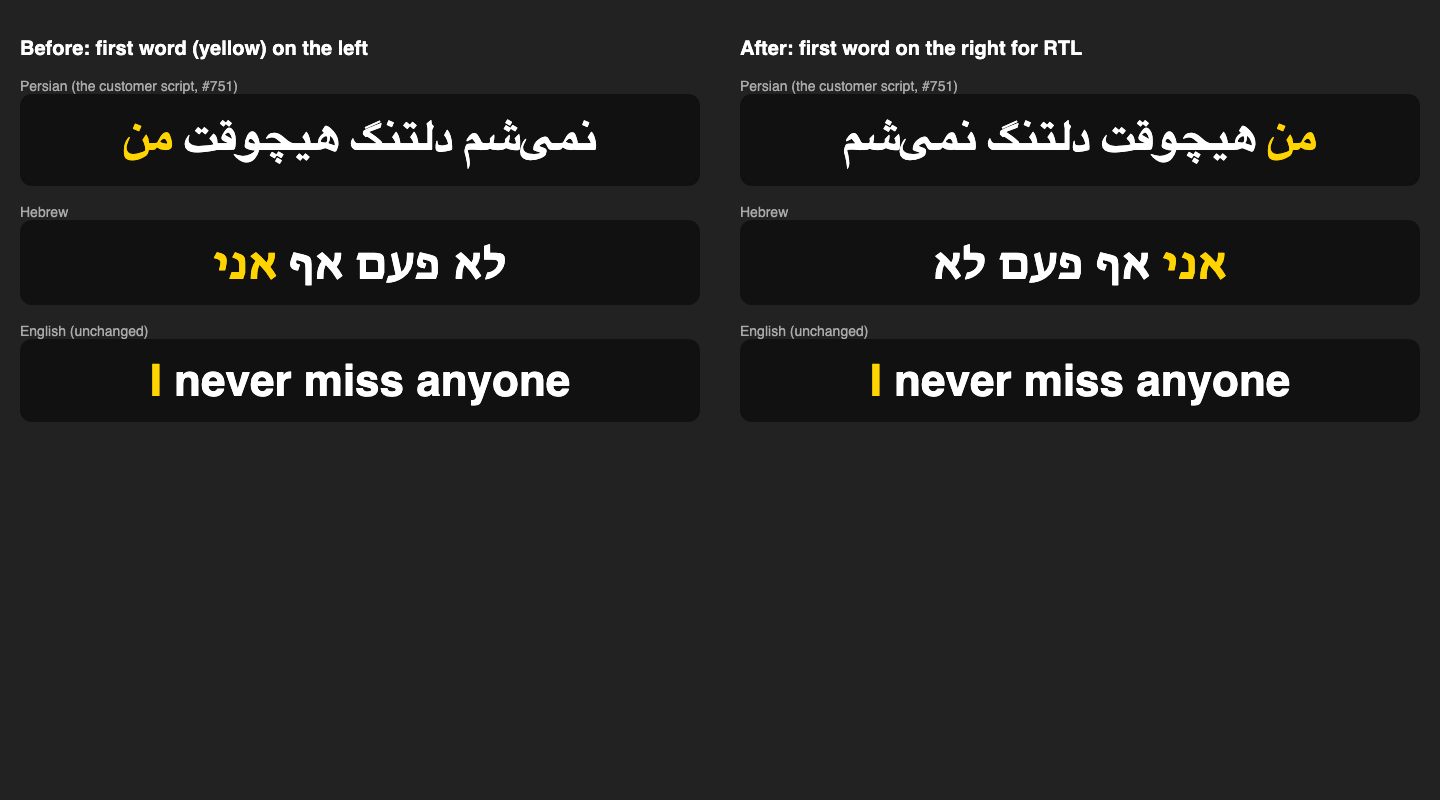 Before: first word (yellow) on the left
Persian (the customer script, #751)
نمی‌شم دلتنگ هیچوقت من
Hebrew
לא פעם אף אני
English (unchanged)
I never miss anyone
After: first word on the right for RTL
Persian (the customer script, #751)
من هیچوقت دلتنگ نمی‌شم
Hebrew
אני אף פעם לא
English (unchanged)
I never miss anyone